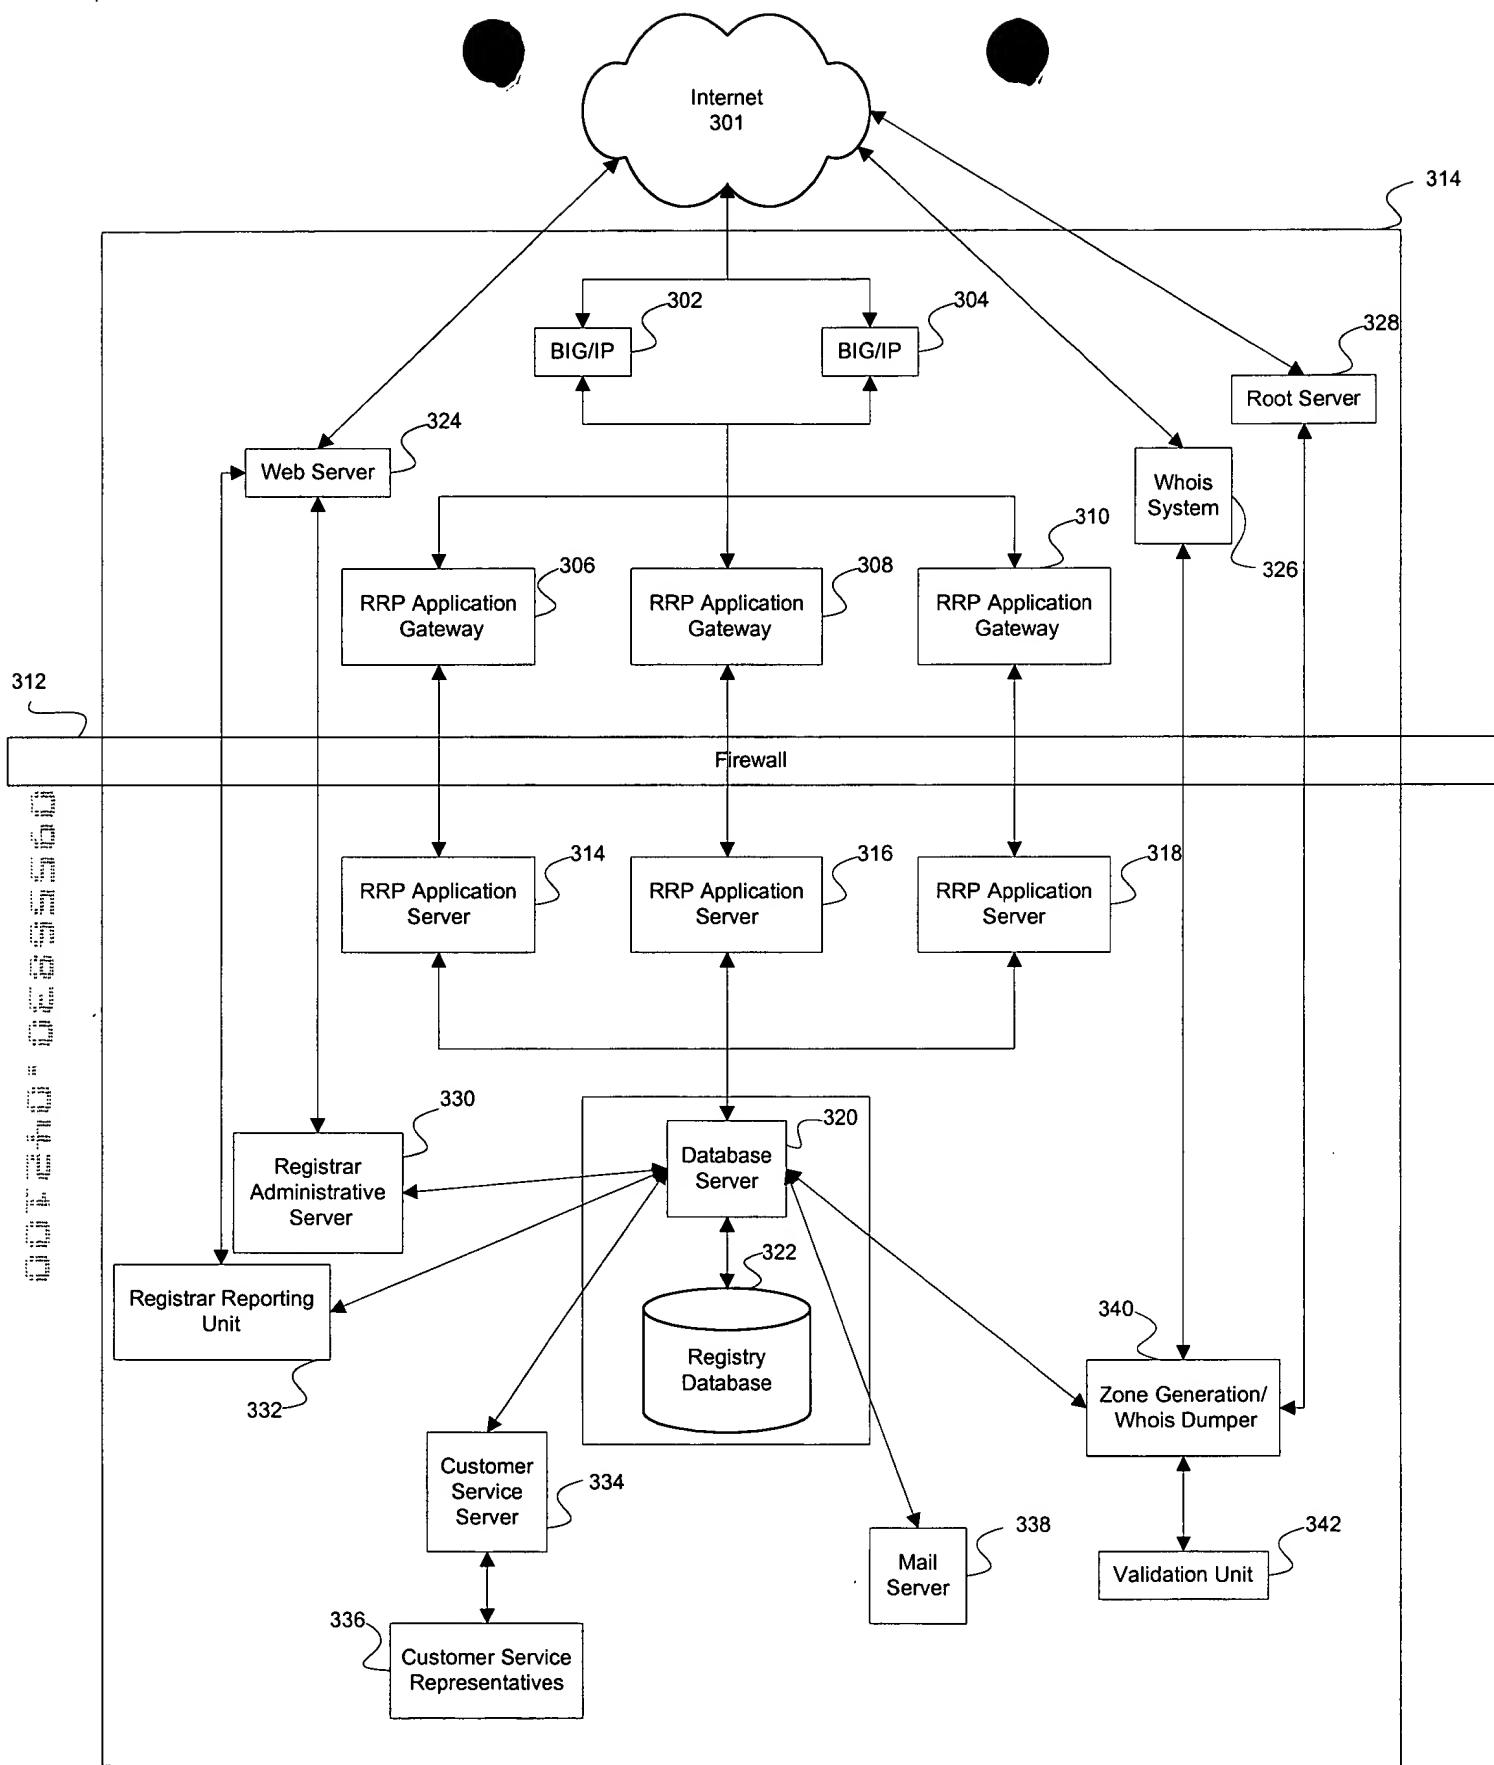 Internet
301
314
302
304
BIG/IP
BIG/IP
328
Root Server
324
Web Server
Whois
System
326
310
306
308
RRP Application
Gateway
RRP Application
Gateway
RRP Application
Gateway
312
Firewall
314
316
318
RRP Application
Server
RRP Application
Server
RRP Application
Server
330
320
Registrar
Administrative
Server
Database
Server
322
Registrar Reporting
Unit
332
Registry
Database
340
Zone Generation/
Whois Dumper
Customer
Service
Server
334
338
Mail
Server
342
Validation Unit
336
Customer Service
Representatives